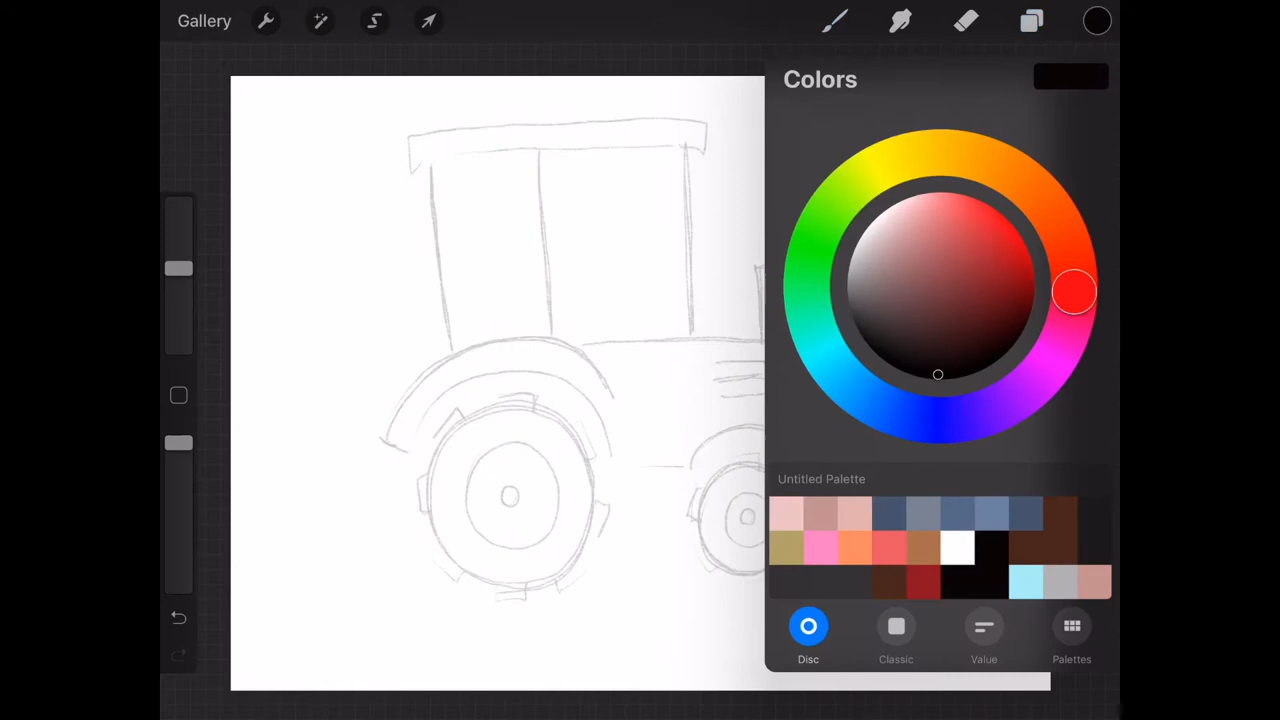 Gallery
Colors
Untitled Palette
Disc
Classic
Value
Palettes